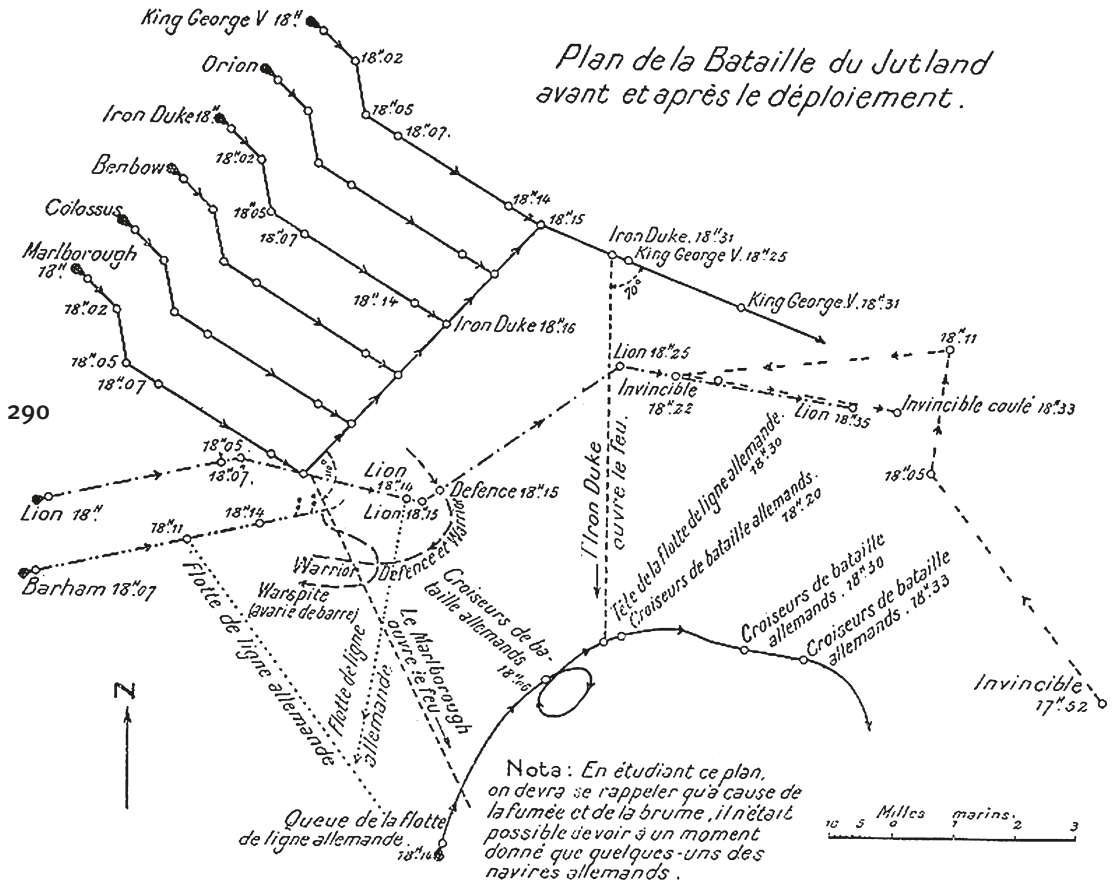 King George V 18ᴴ
Plan de la Bataille du Jutland
avant et après le déploiement.
Orion
18ᴴ.02
Iron Duke 18ᴴ
18ᴴ.05
18ᴴ.07.
18ᴴ.02
Benbow
Colossus
18ᴴ.05
18ᴴ.07
18ᴴ.14
18ᴴ.15
Iron Duke. 18ᴴ31
King George V. 18ᴴ25
70°
Marlborough
18ᴴ.
18ᴴ.02
18ᴴ.14
Iron Duke 18ᴴ.16
King George V. 18ᴴ.31
18ᴴ.11
18ᴴ.05
18ᴴ.07
Lion 18ᴴ.25
Invincible
18ᴴ.22
Lion 18ᴴ.35
Invincible coulé 18ᴴ.33
290
18ᴴ.05
18ᴴ.07.
Lion
18ᴴ.14
Lion 18ᴴ.15
Defence 18ᴴ.15
18ᴴ.05
Lion 18ᴴ
18ᴴ.11
18ᴴ.14
Barham 18ᴴ.07
Warrior
Defence et Warrior
Warspite
(avarie de barre)
Flotte de ligne allemande
Flotte de ligne
allemande
Le Marlborough
ouvre le feu
Croiseurs de ba-
taille allemands
18ᴴ.06
l'Iron Duke
ouvre le feu.
Tête de la flotte de ligne allemande.
18ᴴ.30
Croiseurs de bataille allemands.
18ᴴ.20
Croiseurs de bataille
allemands. 18ᴴ.30
Croiseurs de bataille
allemands. 18ᴴ.33
Invincible
17ᴴ.52
N
Queue de la flotte
de ligne allemande.
18ᴴ.14
Nota: En étudiant ce plan,
on devra se rappeler qu'à cause de
la fumée et de la brume, il n'était
possible de voir à un moment
donné que quelques-uns des
navires allemands.
Milles marins.
10 5 0 1 2 3